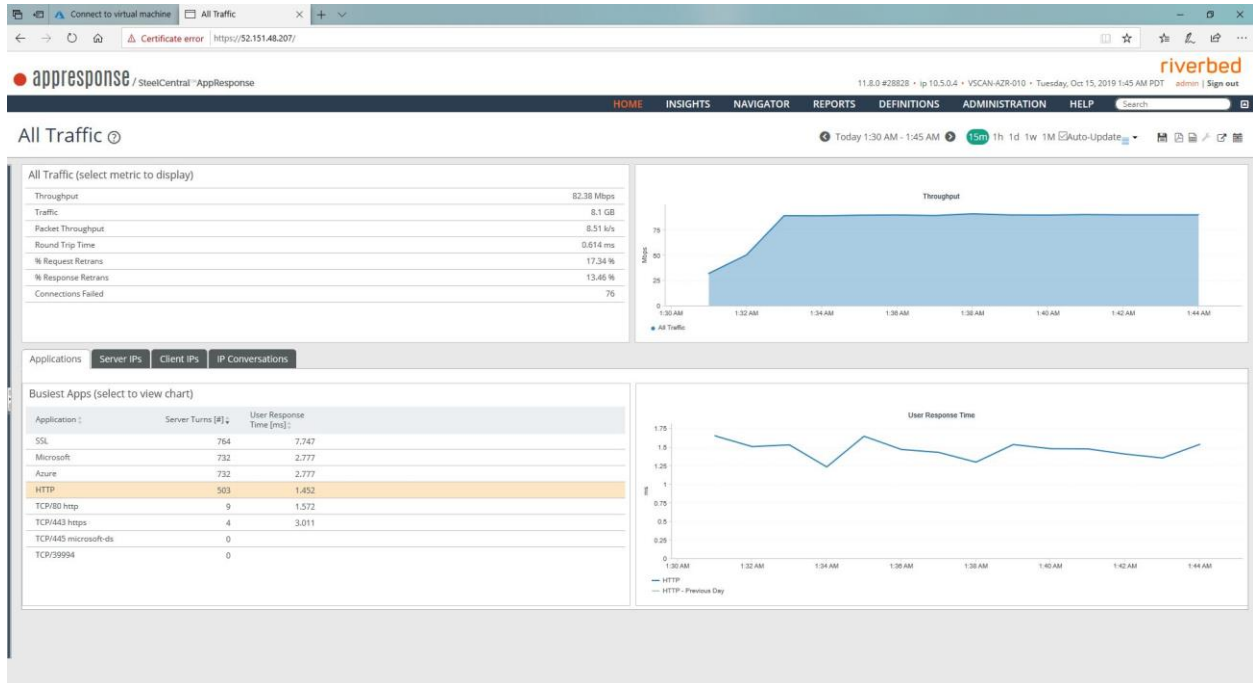 Connect to virtual machine
All Traffic
Certificate error https://52.151.48.207/
riverbed
appresponse / SteelCentral™AppResponse
11.8.0 #28828 • ip 10.5.0.4 • VSCAN-AZR-010 • Tuesday, Oct 15, 2019 1:45 AM PDT admin | Sign out
HOME INSIGHTS NAVIGATOR REPORTS DEFINITIONS ADMINISTRATION HELP Search
All Traffic
Today 1:30 AM - 1:45 AM 15m 1h 1d 1w 1M Auto-Update
All Traffic (select metric to display)
Throughput 82.38 Mbps
Traffic 8.1 GB
Packet Throughput 8.51 k/s
Round Trip Time 0.614 ms
% Request Retrans 17.34 %
% Response Retrans 13.46 %
Connections Failed 76
Throughput
Mbps
75
50
25
0
1:30 AM 1:32 AM 1:34 AM 1:36 AM 1:38 AM 1:40 AM 1:42 AM 1:44 AM
All Traffic
Applications Server IPs Client IPs IP Conversations
Busiest Apps (select to view chart)
Application Server Turns [#] User Response Time [ms]
SSL 764 7.747
Microsoft 732 2.777
Azure 732 2.777
HTTP 503 1.452
TCP/80 http 9 1.572
TCP/443 https 4 3.011
TCP/445 microsoft-ds 0
TCP/39994 0
User Response Time
ms
1.75
1.5
1.25
1
0.75
0.5
0.25
0
1:30 AM 1:32 AM 1:34 AM 1:36 AM 1:38 AM 1:40 AM 1:42 AM 1:44 AM
HTTP
HTTP - Previous Day